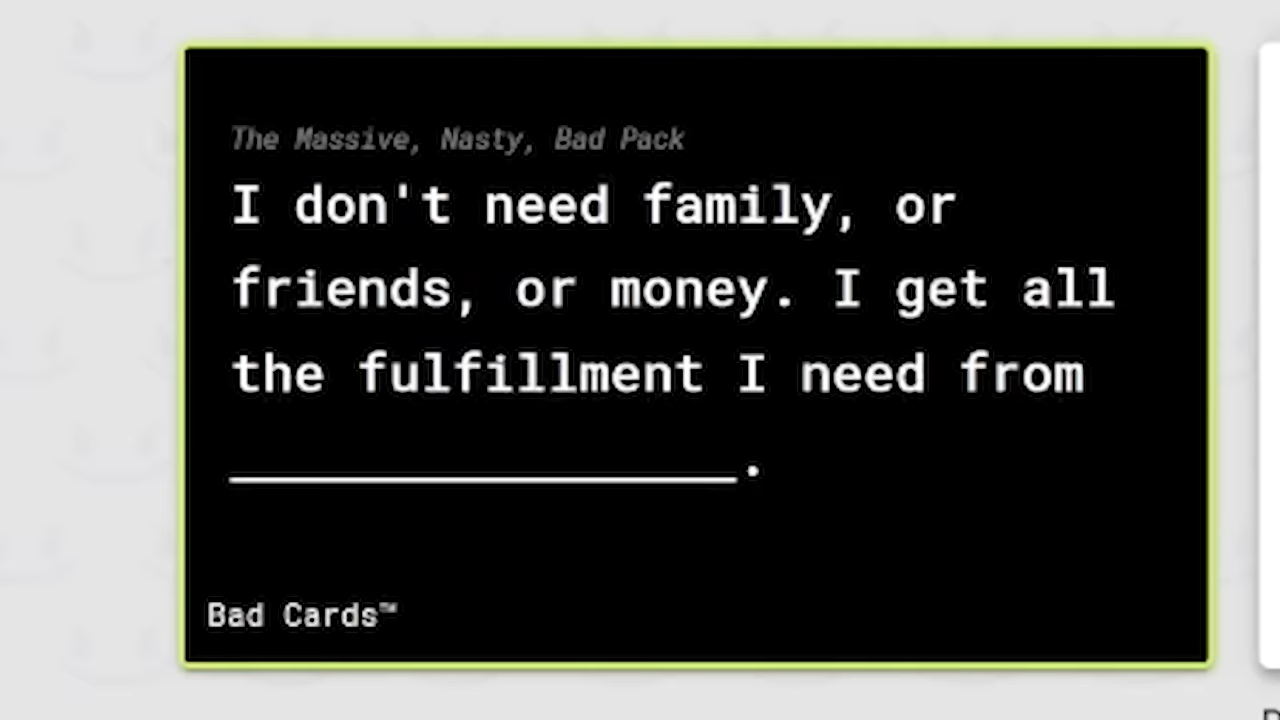 The Massive, Nasty, Bad Pack
I don't need family, or
friends, or money. I get all
the fulfillment I need from
________________.
Bad Cards™